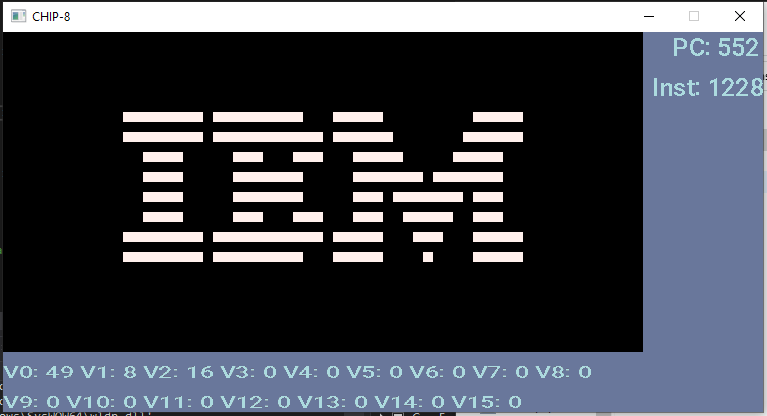 CHIP-8
PC: 552
Inst: 1228
IBM
V0: 49 V1: 8 V2: 16 V3: 0 V4: 0 V5: 0 V6: 0 V7: 0 V8: 0
V9: 0 V10: 0 V11: 0 V12: 0 V13: 0 V14: 0 V15: 0